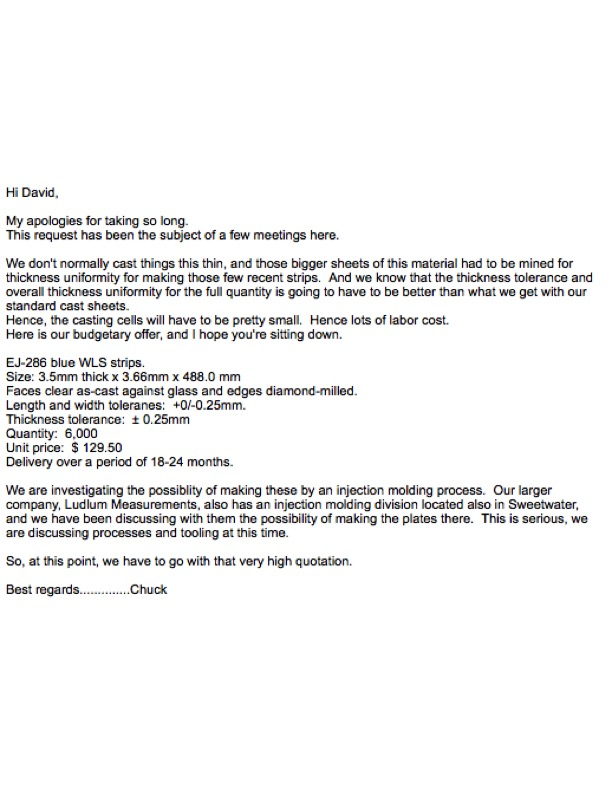 Hi David,
My apologies for taking so long.
This request has been the subject of a few meetings here.
We don't normally cast things this thin, and those bigger sheets of this material had to be mined for
thickness uniformity for making those few recent strips.  And we know that the thickness tolerance and
overall thickness uniformity for the full quantity is going to have to be better than what we get with our
standard cast sheets.
Hence, the casting cells will have to be pretty small.  Hence lots of labor cost.
Here is our budgetary offer, and I hope you're sitting down.
EJ-286 blue WLS strips.
Size: 3.5mm thick x 3.66mm x 488.0 mm
Faces clear as-cast against glass and edges diamond-milled.
Length and width toleranes:  +0/-0.25mm.
Thickness tolerance:  ± 0.25mm
Quantity:  6,000
Unit price:  $ 129.50
Delivery over a period of 18-24 months.
We are investigating the possiblity of making these by an injection molding process.  Our larger
company, Ludlum Measurements, also has an injection molding division located also in Sweetwater,
and we have been discussing with them the possibility of making the plates there.  This is serious, we
are discussing processes and tooling at this time.
So, at this point, we have to go with that very high quotation.
Best regards..............Chuck